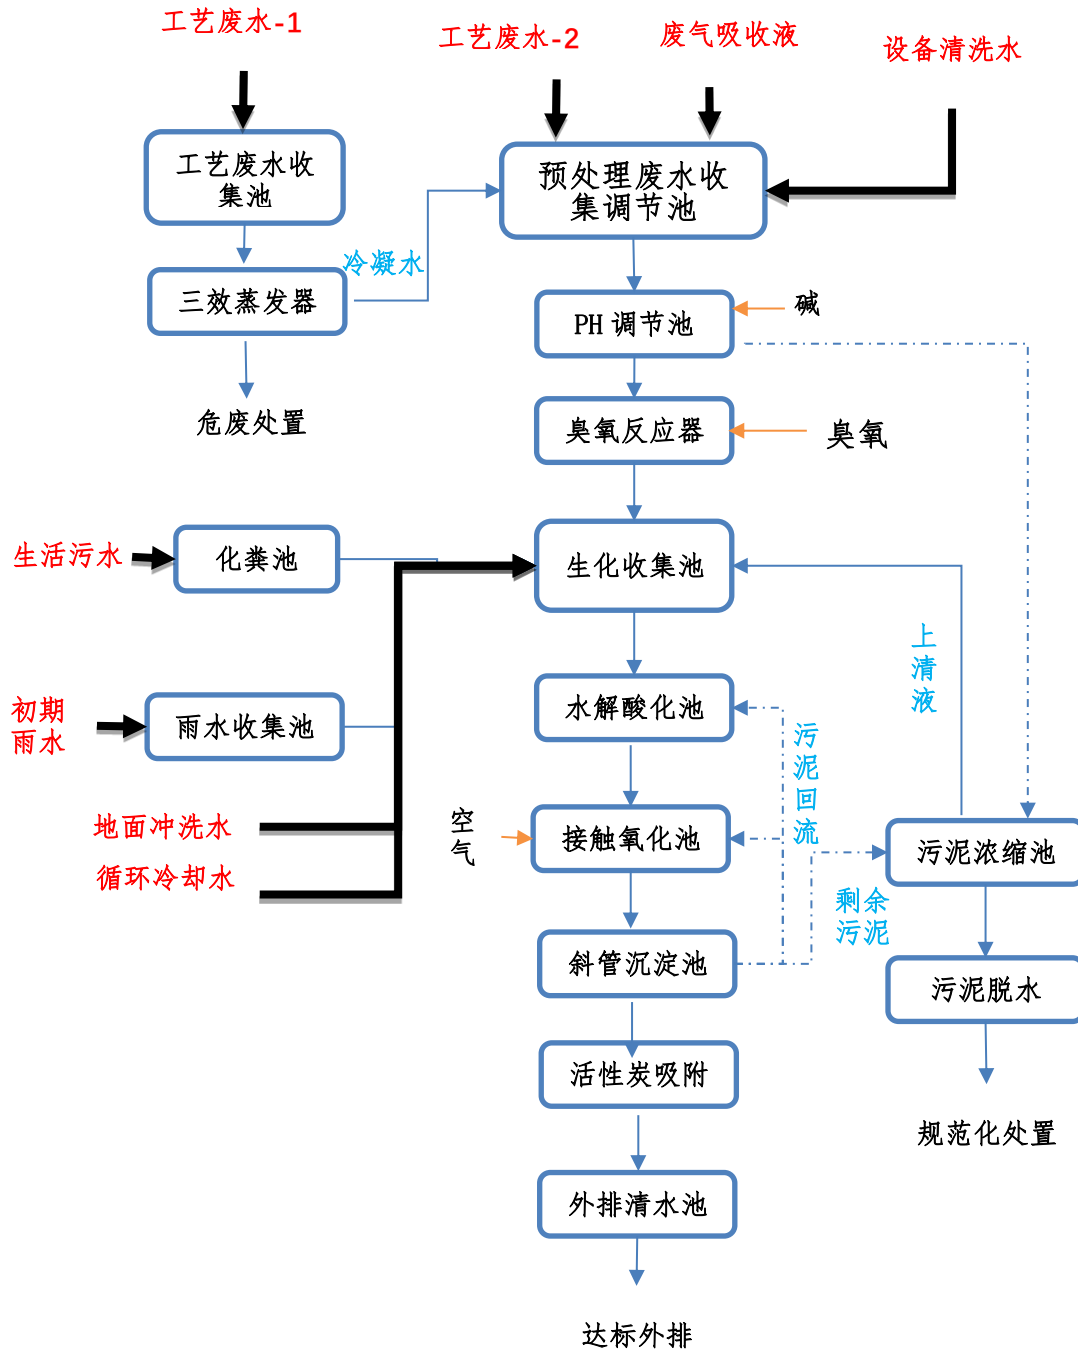 工艺废水-1
工艺废水-2
废气吸收液
设备清洗水
工艺废水收
集池
预处理废水收
集调节池
冷凝水
三效蒸发器
PH 调节池
碱
危废处置
臭氧反应器
臭氧
生活污水
化粪池
生化收集池
上
清
液
初期
雨水
雨水收集池
水解酸化池
污
泥
回
流
地面冲洗水
空
气
接触氧化池
污泥浓缩池
循环冷却水
剩余
污泥
斜管沉淀池
污泥脱水
活性炭吸附
规范化处置
外排清水池
达标外排